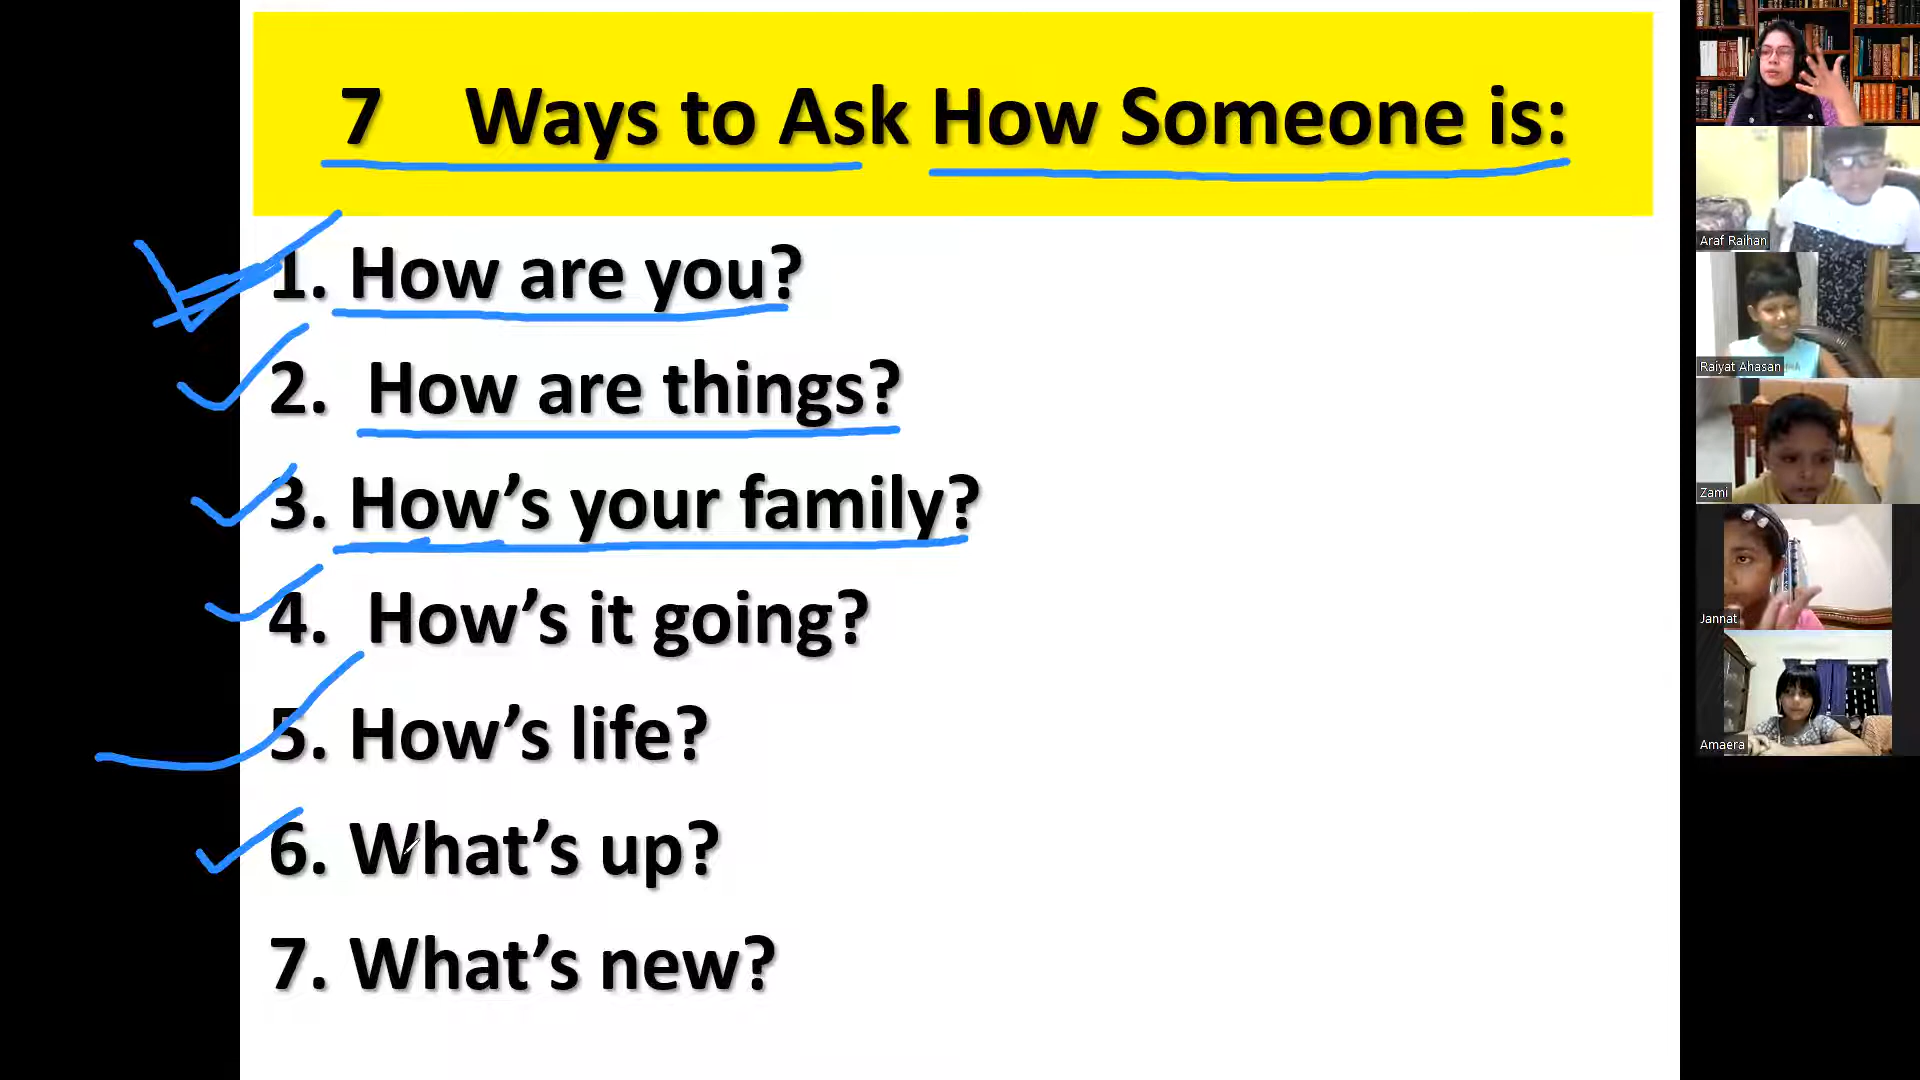 7 Ways to Ask How Someone is:
1. How are you?
2. How are things?
3. How's your family?
4. How's it going?
5. How's life?
6. What's up?
7. What's new?
Araf Raihan
Raiyat Ahasan
Zami
Jannat
Amaera